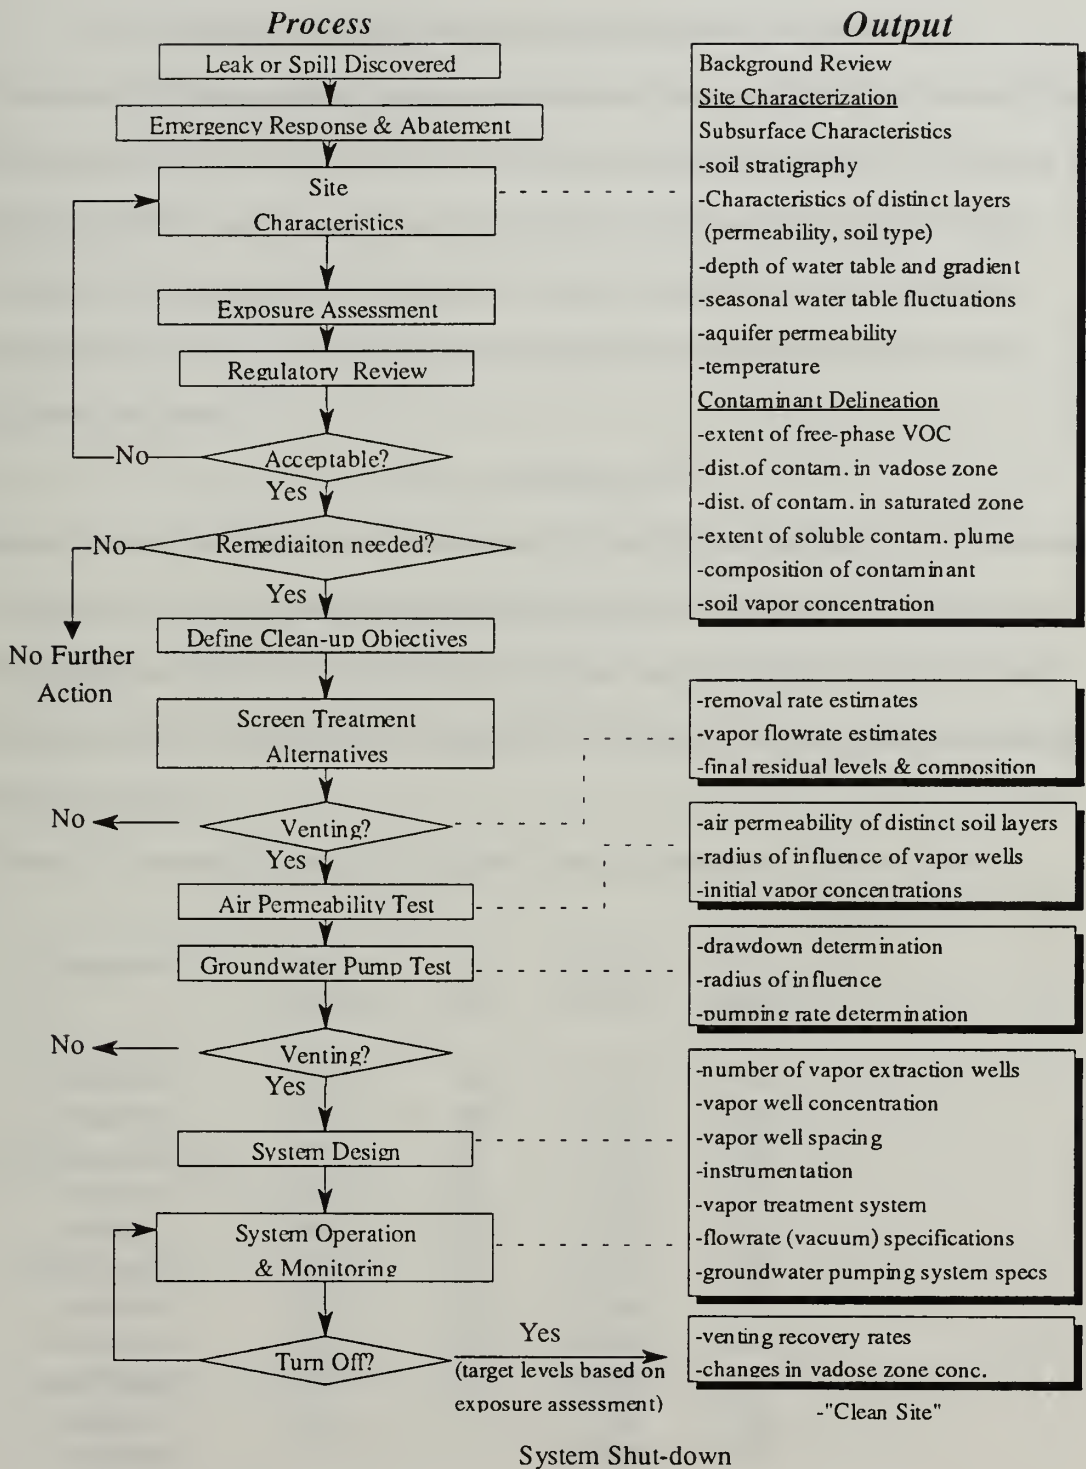 Process
Leak or Spill Discovered
Emergency Response & Abatement
Site
Characteristics
Exposure Assessment
Regulatory Review
Acceptable?
No
Yes
Remediaiton needed?
No
Yes
No Further
Action
Define Clean-up Objectives
Screen Treatment
Alternatives
Venting?
No
Yes
Air Permeability Test
Groundwater Pump Test
Venting?
No
Yes
System Design
System Operation
& Monitoring
Turn Off?
Yes
(target levels based on
exposure assessment)
System Shut-down
Output
Background Review
Site Characterization
Subsurface Characteristics
-soil stratigraphy
-Characteristics of distinct layers
(permeability, soil type)
-depth of water table and gradient
-seasonal water table fluctuations
-aquifer permeability
-temperature
Contaminant Delineation
-extent of free-phase VOC
-dist.of contam. in vadose zone
-dist. of contam. in saturated zone
-extent of soluble contam. plume
-composition of contaminant
-soil vapor concentration
-removal rate estimates
-vapor flowrate estimates
-final residual levels & composition
-air permeability of distinct soil layers
-radius of influence of vapor wells
-initial vapor concentrations
-drawdown determination
-radius of influence
-pumping rate determination
-number of vapor extraction wells
-vapor well concentration
-vapor well spacing
-instrumentation
-vapor treatment system
-flowrate (vacuum) specifications
-groundwater pumping system specs
-venting recovery rates
-changes in vadose zone conc.
-"Clean Site"